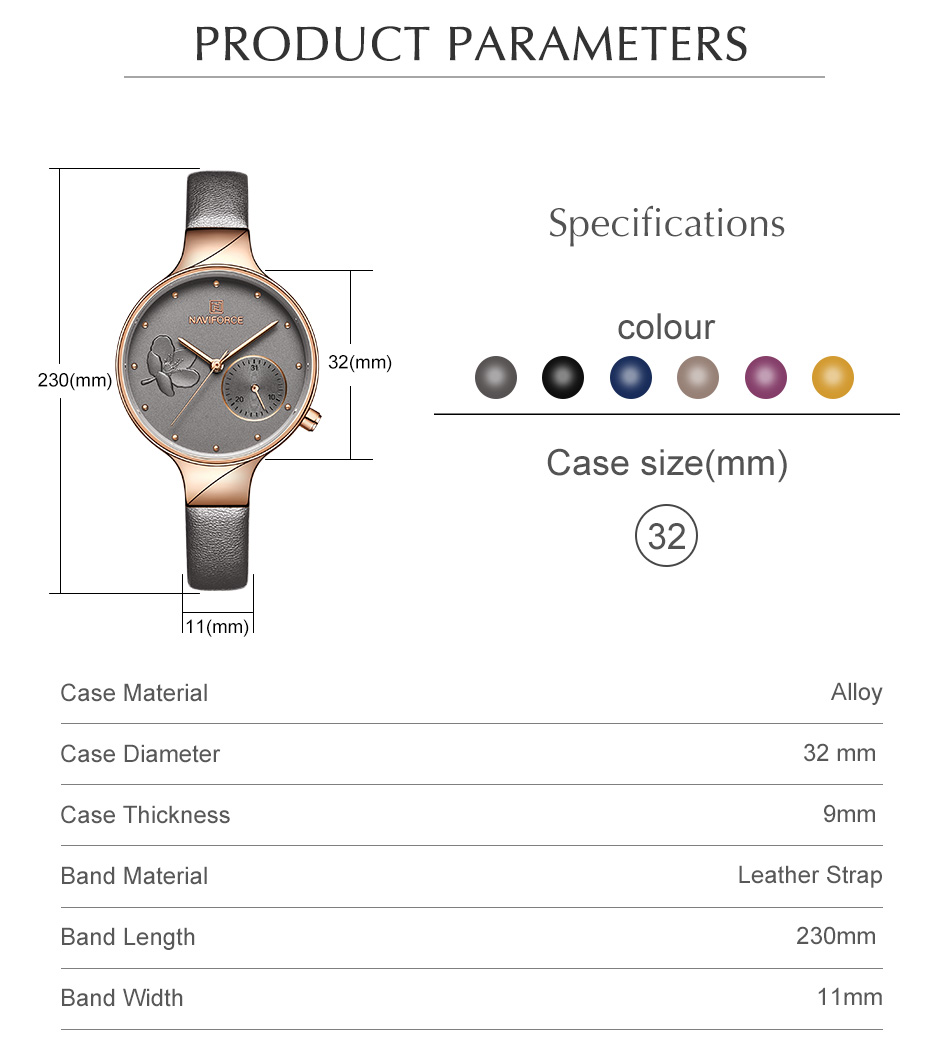 PRODUCT PARAMETERS
230(mm)
NAVIFORCE
31
20
10
32(mm)
11(mm)
Specifications
colour
Case size(mm)
32
Case Material Alloy
Case Diameter 32 mm
Case Thickness 9mm
Band Material Leather Strap
Band Length 230mm
Band Width 11mm